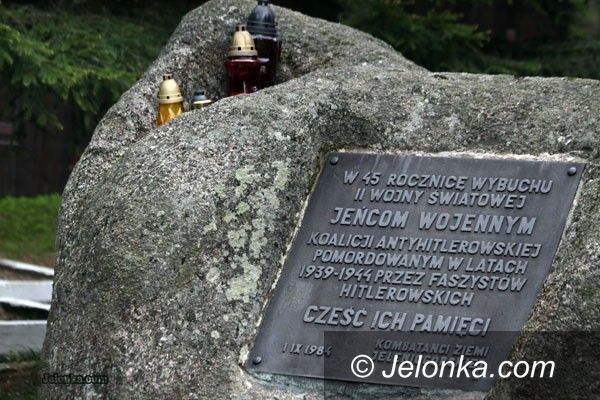 W 45 ROCZNICĘ WYBUCHU
II WOJNY ŚWIATOWEJ
JEŃCOM WOJENNYM
KOALICJI ANTYHITLEROWSKIEJ
POMORDOWANYM W LATACH
1939-1944 PRZEZ FASZYSTÓW
HITLEROWSKICH
CZEŚĆ ICH PAMIĘCI
1 IX 1984
KOMBATANCI ZIEMI
© Jelonka.com
Jelonka.com